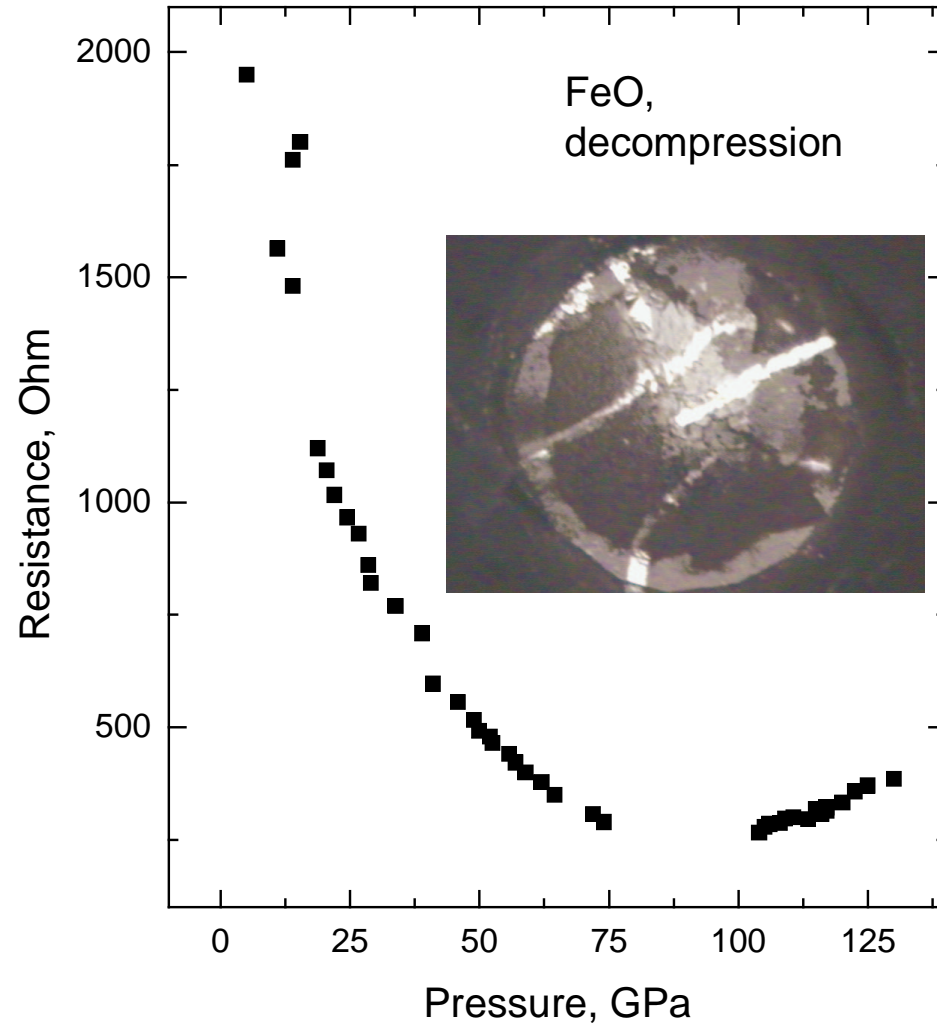 2000
1500
1000
500
Resistance, Ohm
FeO,
decompression
0 25 50 75 100 125
Pressure, GPa